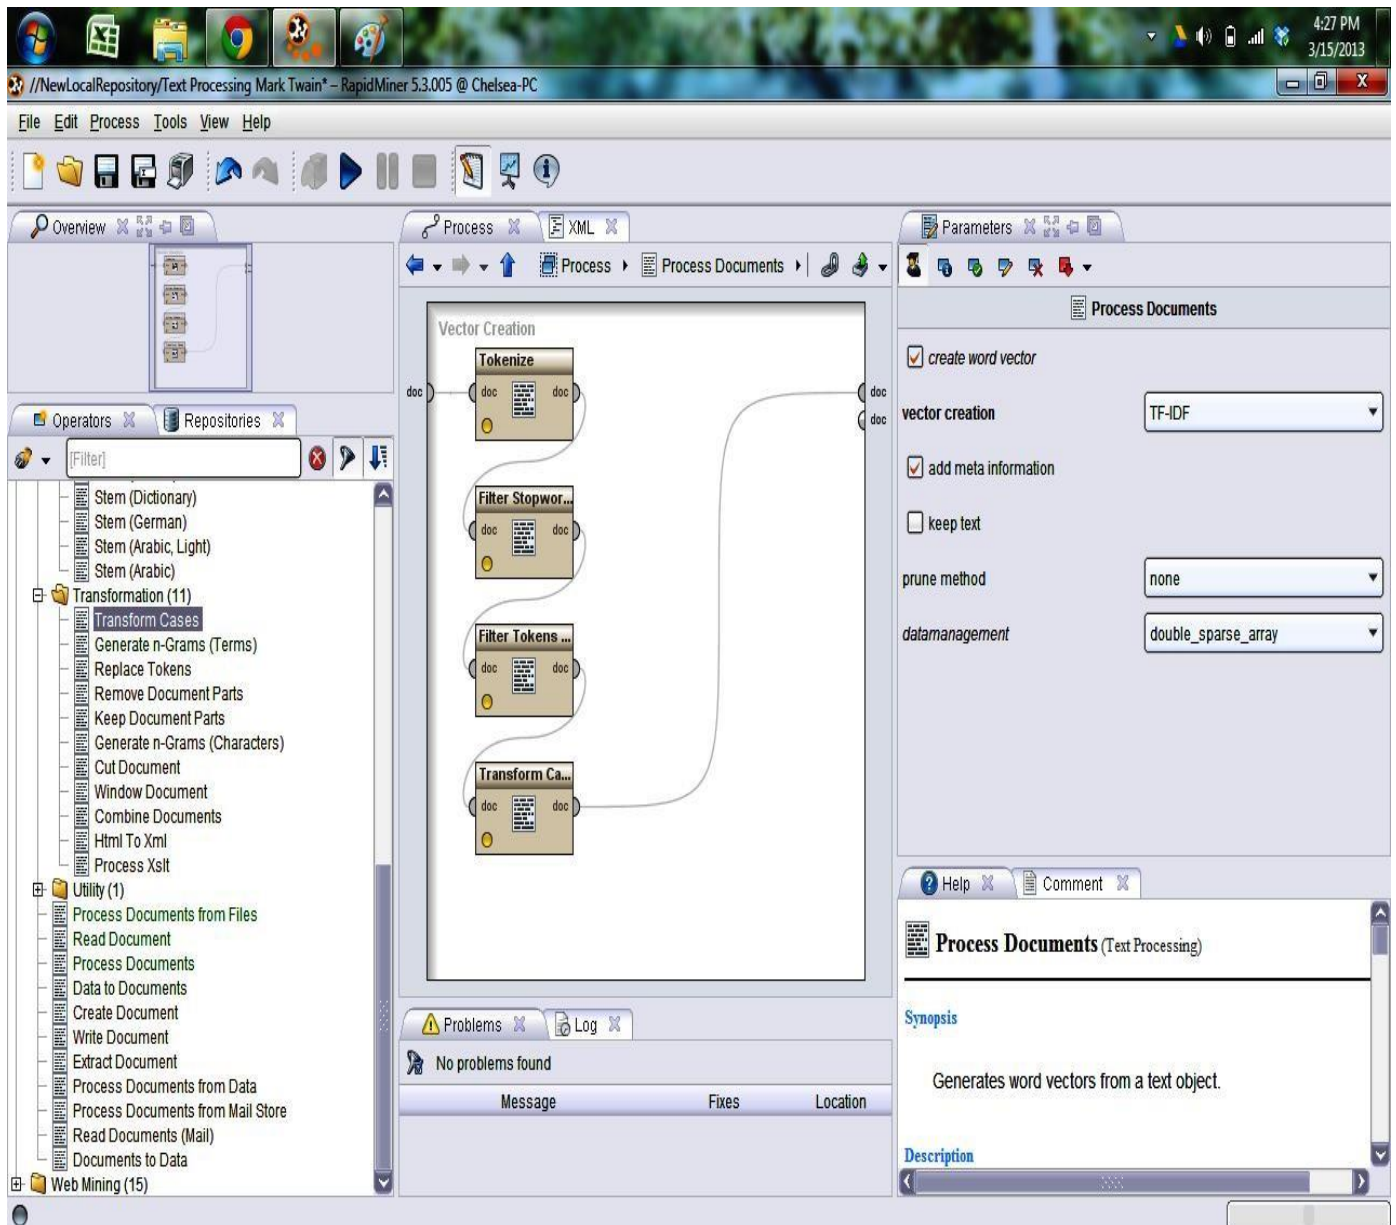 4:27 PM
3/15/2013
//NewLocalRepository/Text Processing Mark Twain* – RapidMiner 5.3.005 @ Chelsea-PC
File Edit Process Tools View Help
Overview
Operators Repositories
[Filter]
Stem (Dictionary)
Stem (German)
Stem (Arabic, Light)
Stem (Arabic)
Transformation (11)
Transform Cases
Generate n-Grams (Terms)
Replace Tokens
Remove Document Parts
Keep Document Parts
Generate n-Grams (Characters)
Cut Document
Window Document
Combine Documents
Html To Xml
Process Xslt
Utility (1)
Process Documents from Files
Read Document
Process Documents
Data to Documents
Create Document
Write Document
Extract Document
Process Documents from Data
Process Documents from Mail Store
Read Documents (Mail)
Documents to Data
Web Mining (15)
Process XML
Process Process Documents
Vector Creation
Tokenize
doc doc doc doc
doc
Filter Stopwor...
doc doc
Filter Tokens ...
doc doc
Transform Ca...
doc doc
Problems Log
No problems found
Message Fixes Location
Parameters
Process Documents
create word vector
vector creation TF-IDF
add meta information
keep text
prune method none
datamanagement double_sparse_array
Help Comment
Process Documents (Text Processing)
Synopsis
Generates word vectors from a text object.
Description